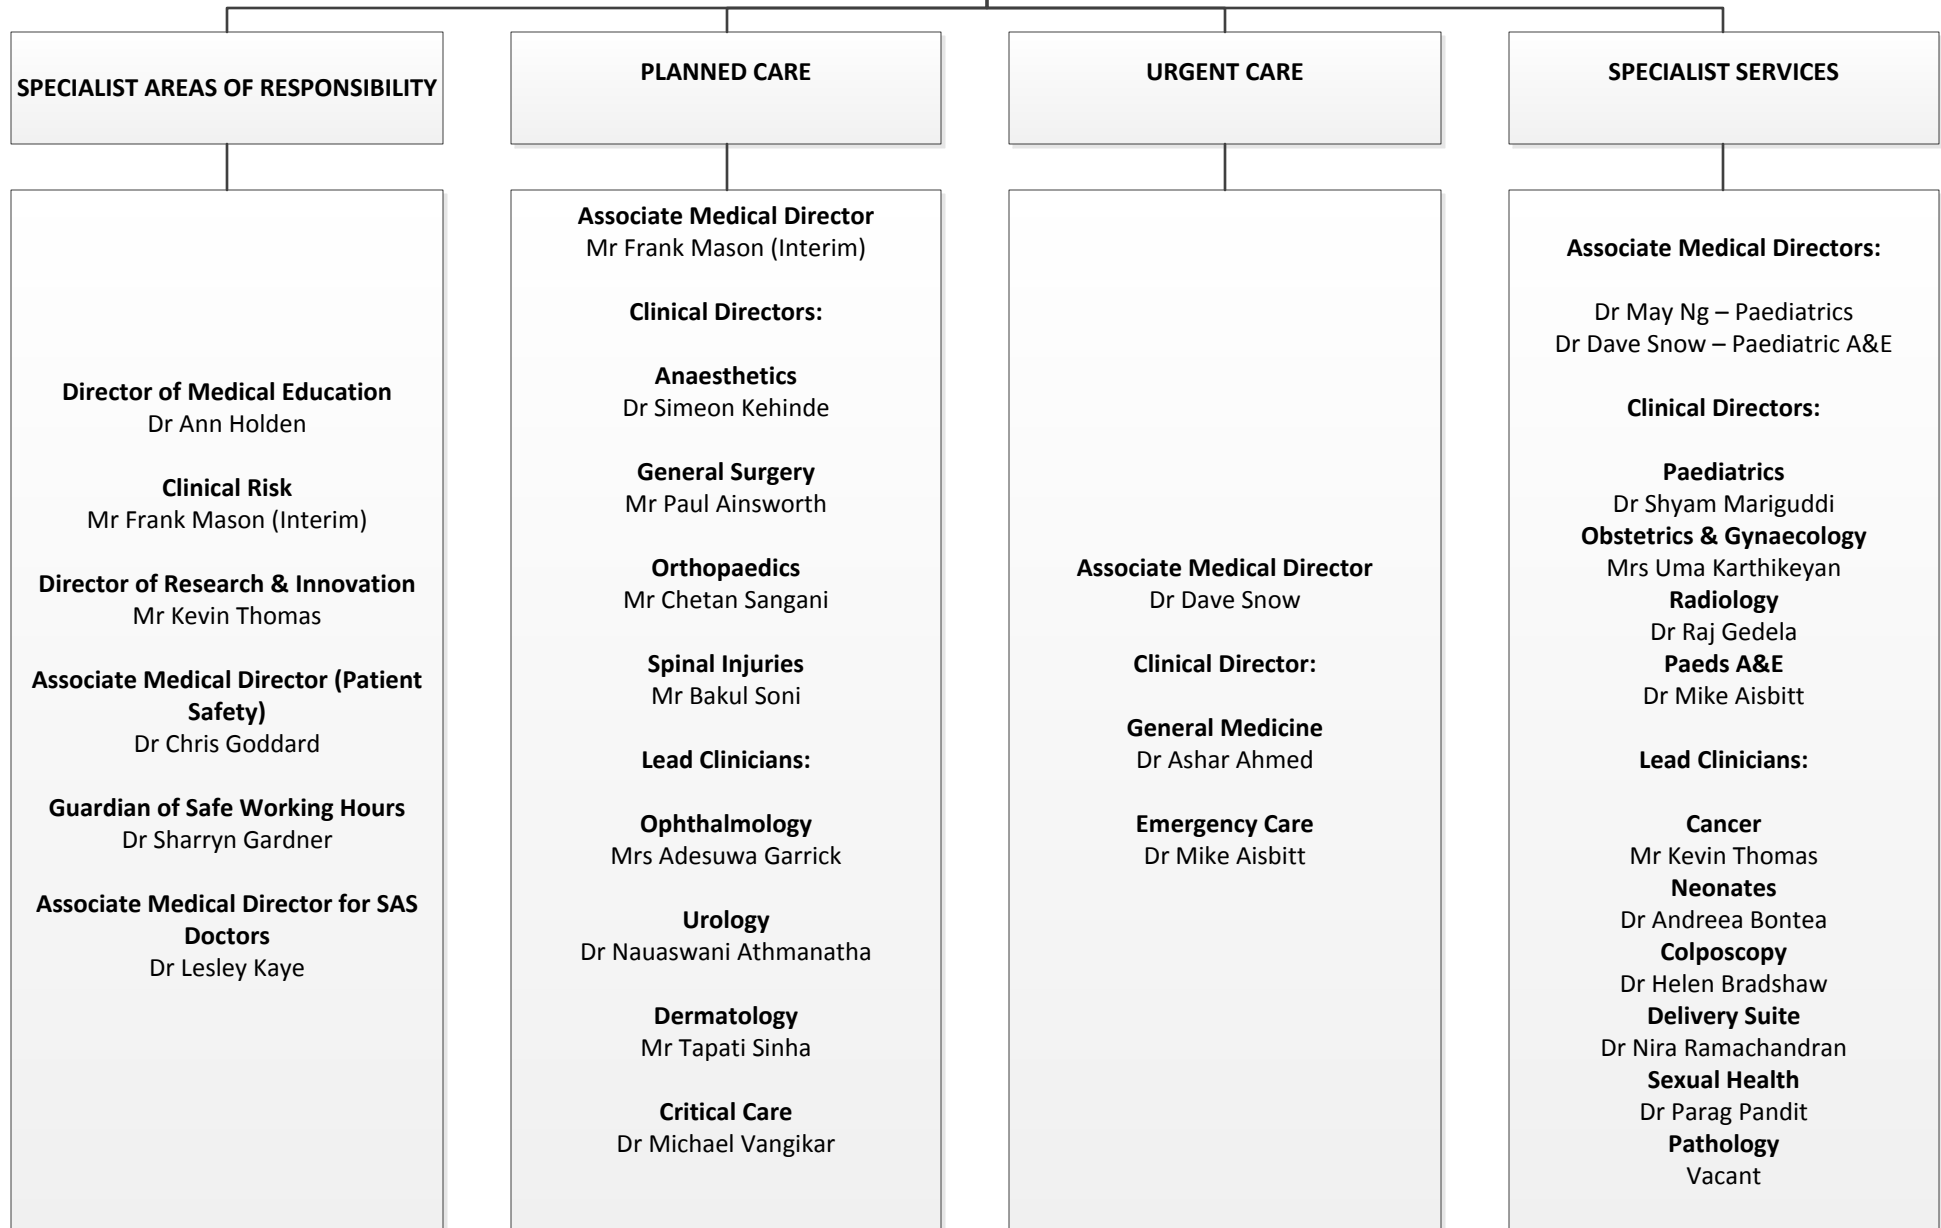 SPECIALIST AREAS OF RESPONSIBILITY
Director of Medical Education
Dr Ann Holden
Clinical Risk
Mr Frank Mason (Interim)
Director of Research & Innovation
Mr Kevin Thomas
Associate Medical Director (Patient
Safety)
Dr Chris Goddard
Guardian of Safe Working Hours
Dr Sharryn Gardner
Associate Medical Director for SAS
Doctors
Dr Lesley Kaye
PLANNED CARE
Associate Medical Director
Mr Frank Mason (Interim)
Clinical Directors:
Anaesthetics
Dr Simeon Kehinde
General Surgery
Mr Paul Ainsworth
Orthopaedics
Mr Chetan Sangani
Spinal Injuries
Mr Bakul Soni
Lead Clinicians:
Ophthalmology
Mrs Adesuwa Garrick
Urology
Dr Nauaswani Athmanatha
Dermatology
Mr Tapati Sinha
Critical Care
Dr Michael Vangikar
URGENT CARE
Associate Medical Director
Dr Dave Snow
Clinical Director:
General Medicine
Dr Ashar Ahmed
Emergency Care
Dr Mike Aisbitt
SPECIALIST SERVICES
Associate Medical Directors:
Dr May Ng – Paediatrics
Dr Dave Snow – Paediatric A&E
Clinical Directors:
Paediatrics
Dr Shyam Mariguddi
Obstetrics & Gynaecology
Mrs Uma Karthikeyan
Radiology
Dr Raj Gedela
Paeds A&E
Dr Mike Aisbitt
Lead Clinicians:
Cancer
Mr Kevin Thomas
Neonates
Dr Andreea Bontea
Colposcopy
Dr Helen Bradshaw
Delivery Suite
Dr Nira Ramachandran
Sexual Health
Dr Parag Pandit
Pathology
Vacant